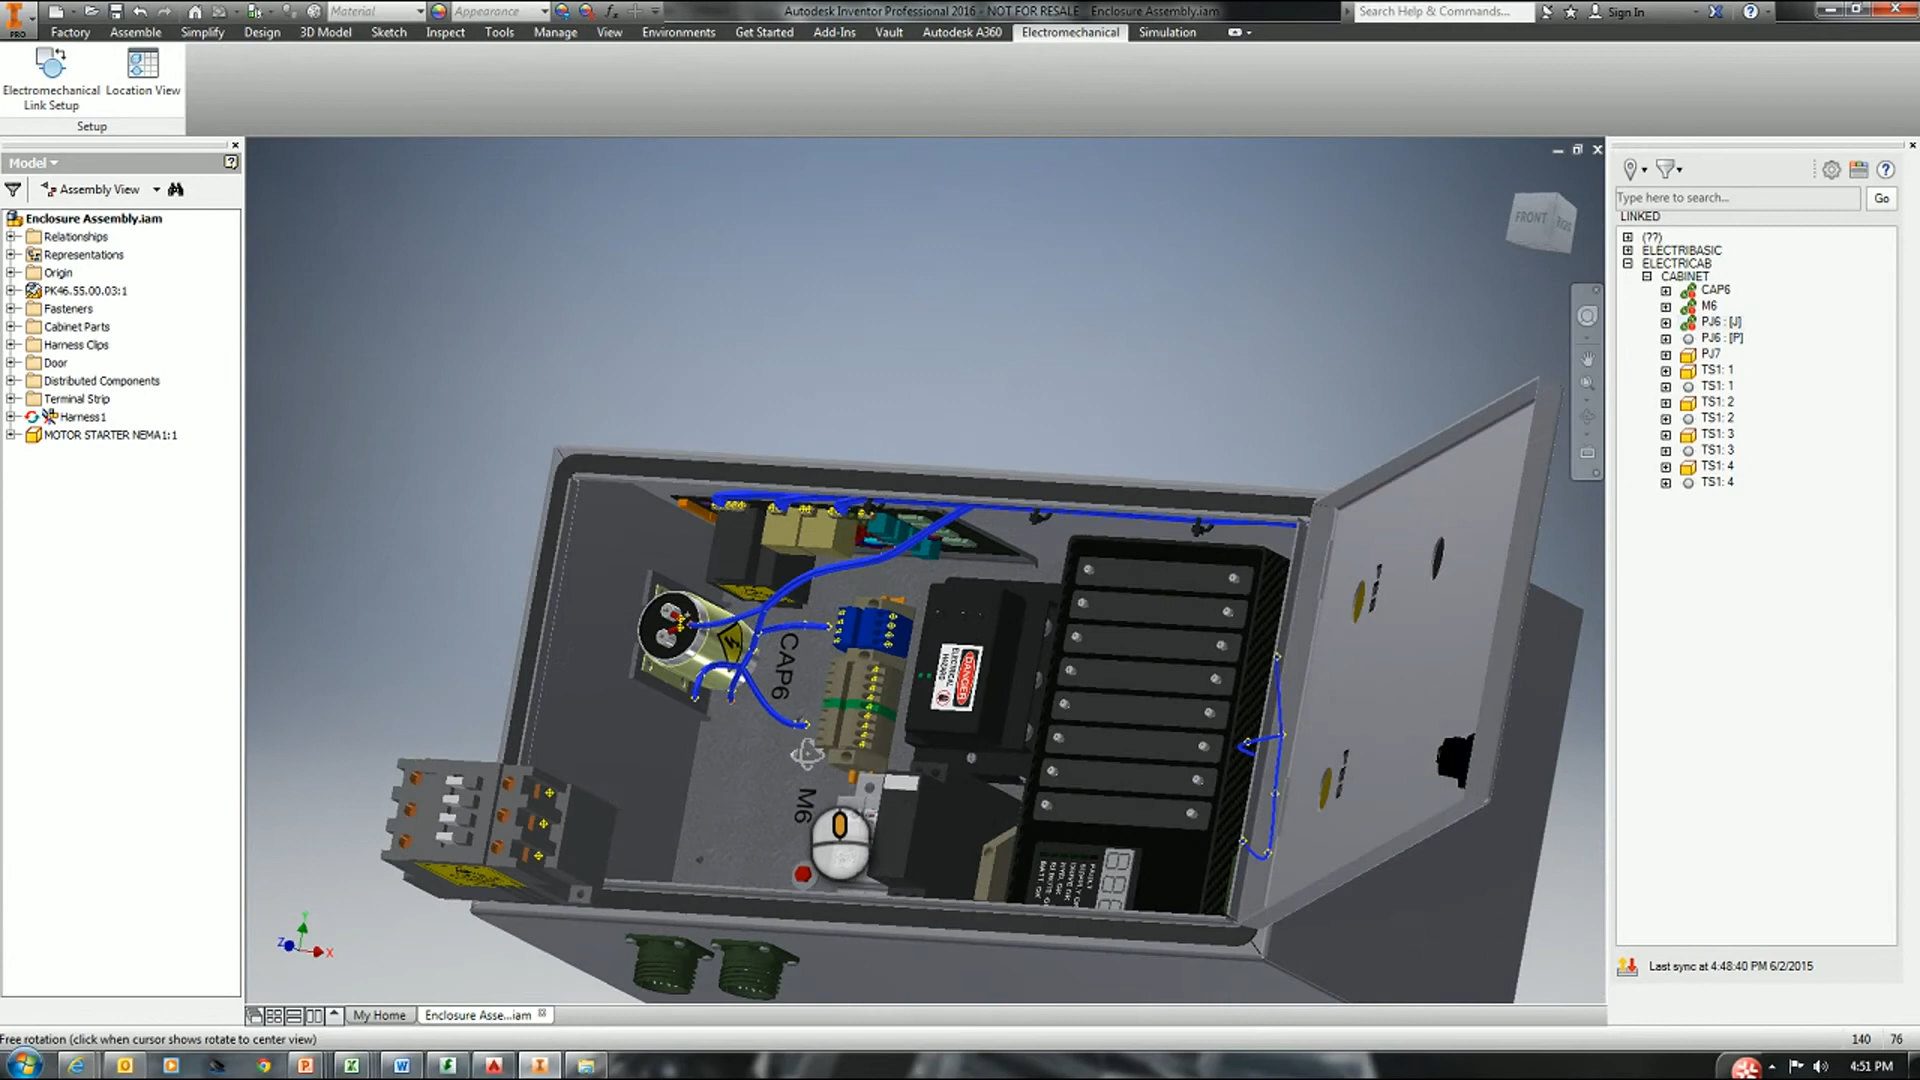 Material
Appearance
Autodesk Inventor Professional 2016 - NOT FOR RESALE Enclosure Assembly.iam
Search Help & Commands...
Sign In
PRO
Factory
Assemble
Simplify
Design
3D Model
Sketch
Inspect
Tools
Manage
View
Environments
Get Started
Add-Ins
Vault
Autodesk A360
Electromechanical
Simulation
Electromechanical
Link Setup
Location View
Setup
Model
Assembly View
Enclosure Assembly.iam
Relationships
Representations
Origin
PK46.55.00.03:1
Fasteners
Cabinet Parts
Harness Clips
Door
Distributed Components
Terminal Strip
Harness1
MOTOR STARTER NEMA1:1
FRONT
CAP6
M6
DANGER
ELECTRICAL
HAZARD
Z
Y
X
Type here to search...
Go
LINKED
(??)
ELECTRIBASIC
ELECTRICAB
CABINET
CAP6
M6
PJ6 : [J]
PJ6 : [P]
PJ7
TS1: 1
TS1: 1
TS1: 2
TS1: 2
TS1: 3
TS1: 3
TS1: 4
TS1: 4
Last sync at 4:48:40 PM 6/2/2015
My Home
Enclosure Asse...iam
Free rotation (click when cursor shows rotate to center view)
140 76
4:51 PM